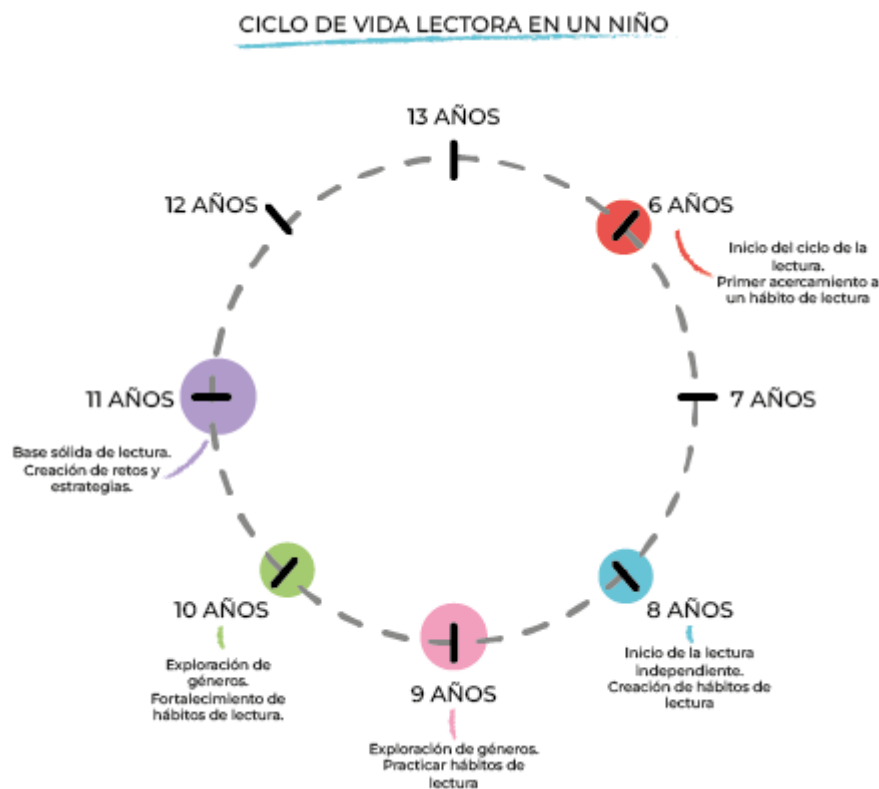 CICLO DE VIDA LECTORA EN UN NIÑO
13 AÑOS
6 AÑOS
Inicio del ciclo de la
lectura.
Primer acercamiento a
un hábito de lectura
7 AÑOS
8 AÑOS
Inicio de la lectura
independiente.
Creación de hábitos de
lectura
9 AÑOS
Exploración de géneros.
Practicar hábitos de
lectura
10 AÑOS
Exploración de
géneros.
Fortalecimiento de
hábitos de lectura.
11 AÑOS
Base sólida de lectura.
Creación de retos y
estrategias.
12 AÑOS